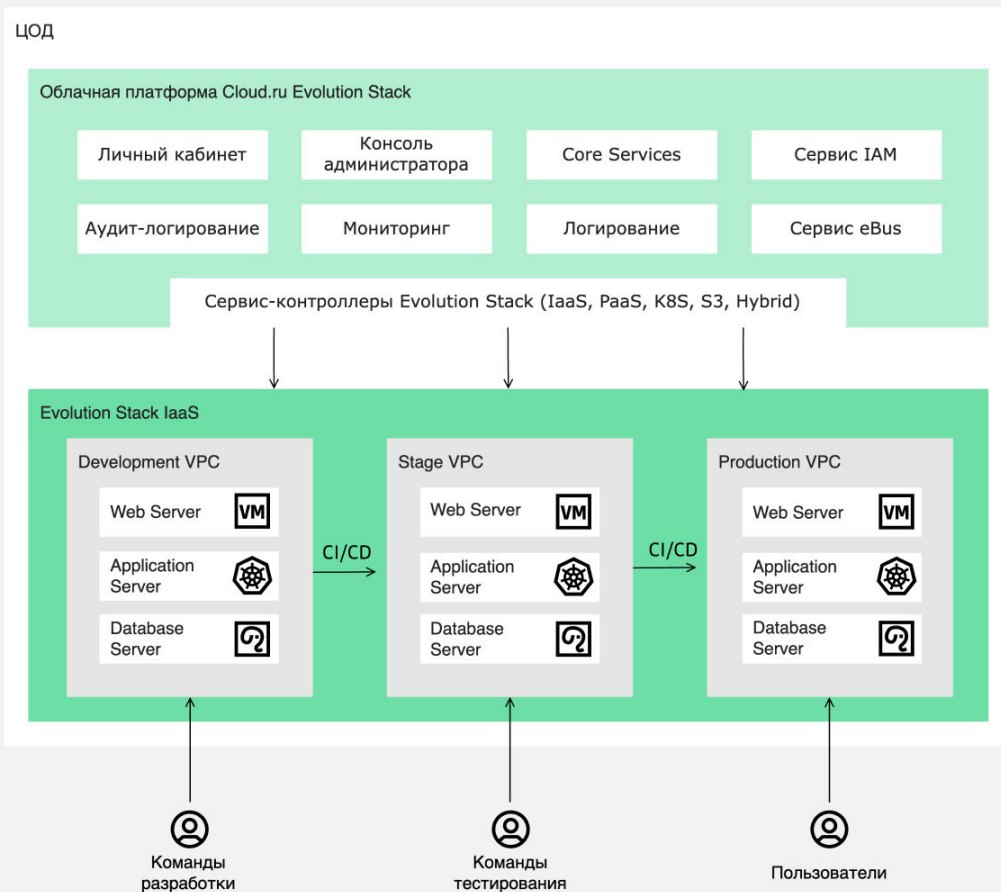 ЦОД
Облачная платформа Cloud.ru Evolution Stack
Личный кабинет
Консоль
администратора
Core Services
Сервис IAM
Аудит-логирование
Мониторинг
Логирование
Сервис eBus
Сервис-контроллеры Evolution Stack (IaaS, PaaS, K8S, S3, Hybrid)
Evolution Stack IaaS
Development VPC
Web Server
VM
Application
Server
Database
Server
CI/CD
Stage VPC
Web Server
VM
Application
Server
Database
Server
CI/CD
Production VPC
Web Server
VM
Application
Server
Database
Server
Команды
разработки
Команды
тестирования
Пользователи